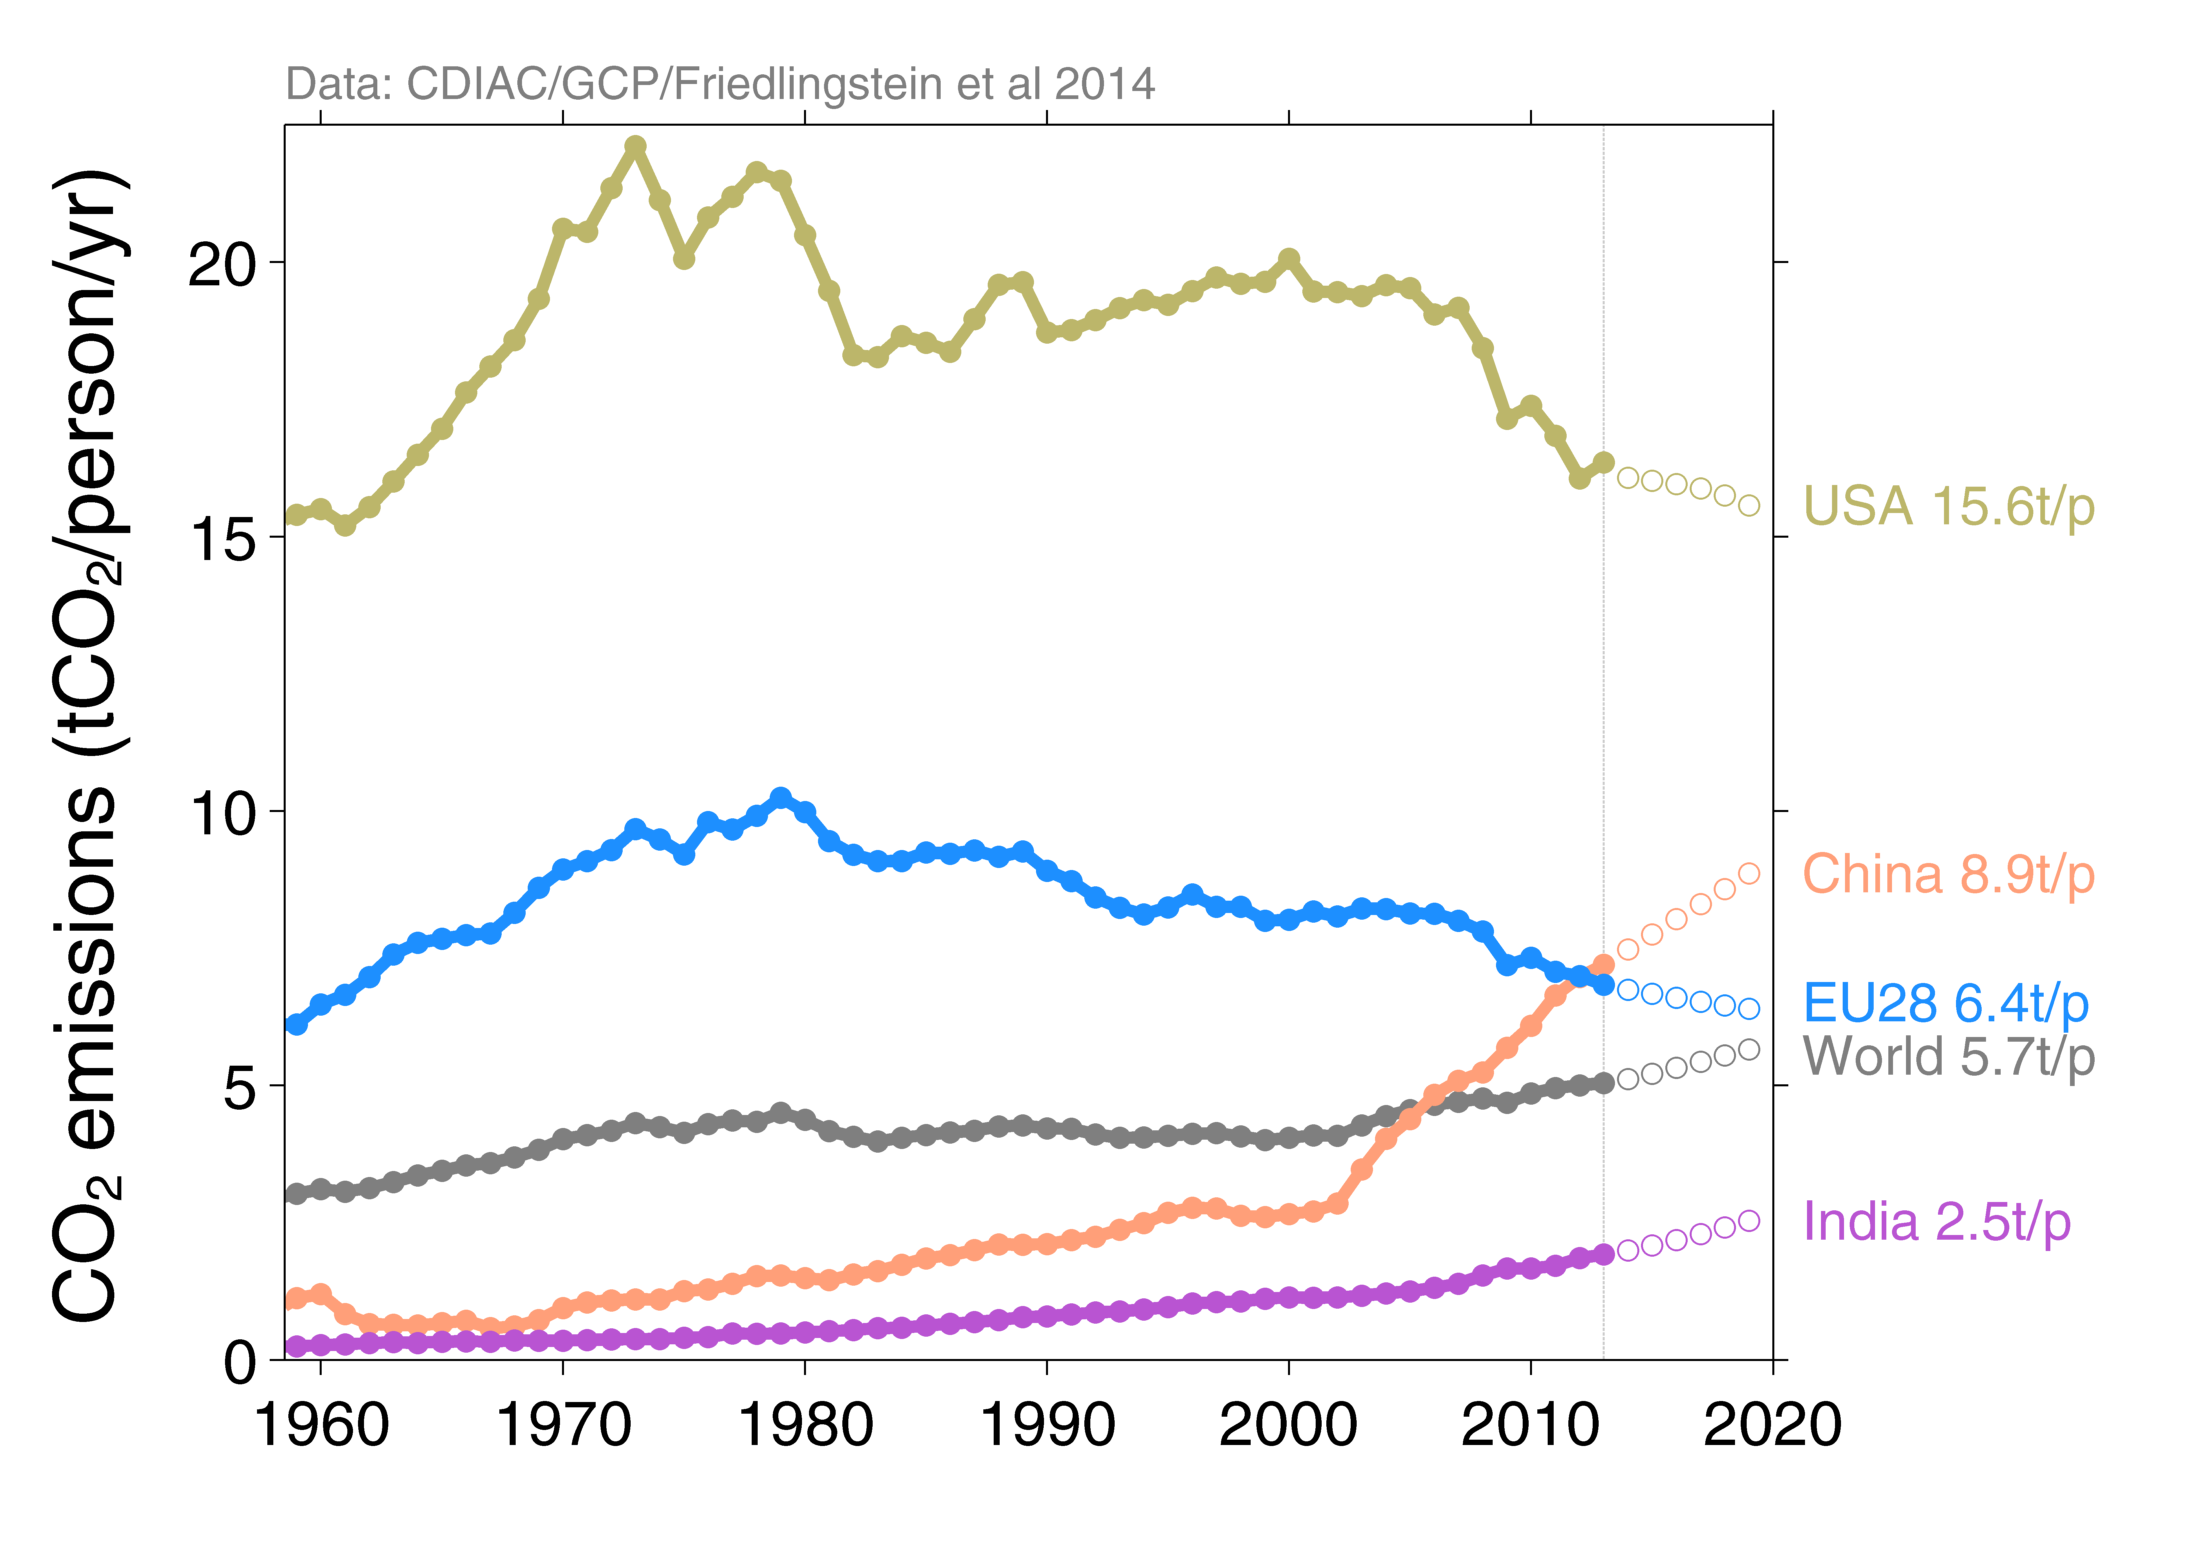 Data: CDIAC/GCP/Friedlingstein et al 2014
CO₂ emissions (tCO₂/person/yr)
20
15
10
5
0
USA 15.6t/p
China 8.9t/p
EU28 6.4t/p
World 5.7t/p
India 2.5t/p
1960 1970 1980 1990 2000 2010 2020